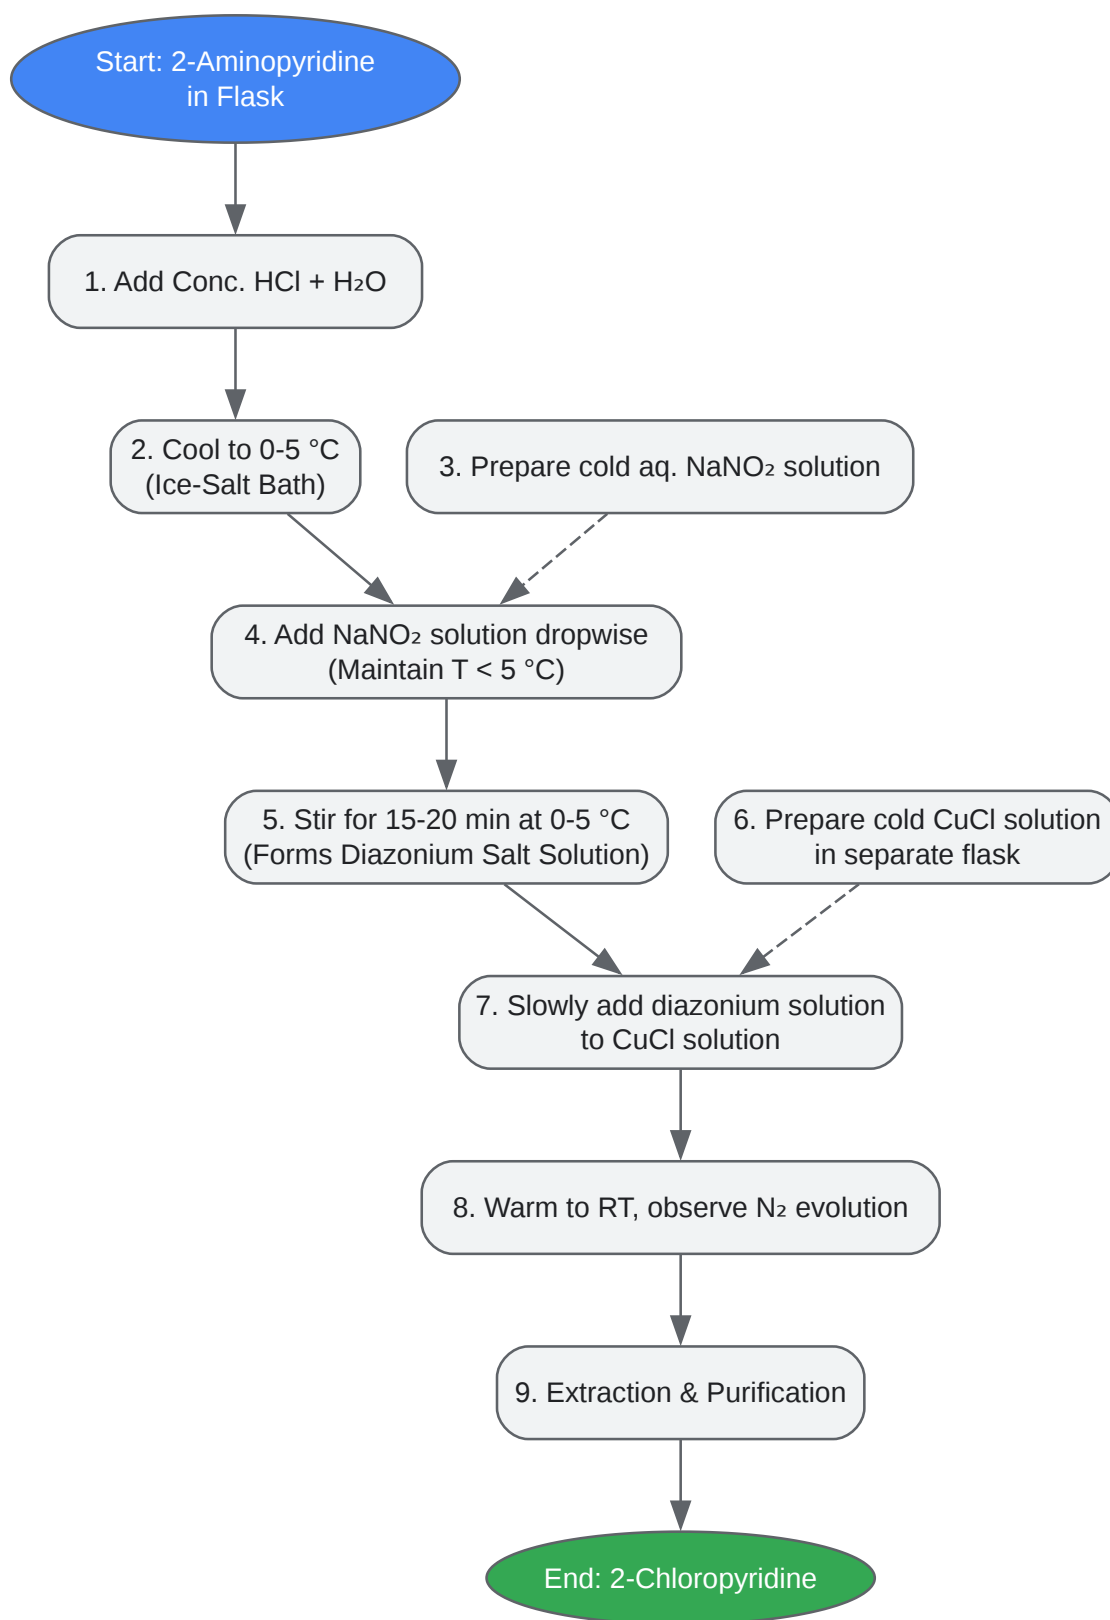 Start: 2-Aminopyridine
in Flask
1. Add Conc. HCl + H₂O
2. Cool to 0-5 °C
(Ice-Salt Bath)
3. Prepare cold aq. NaNO₂ solution
4. Add NaNO₂ solution dropwise
(Maintain T < 5 °C)
5. Stir for 15-20 min at 0-5 °C
(Forms Diazonium Salt Solution)
6. Prepare cold CuCl solution
in separate flask
7. Slowly add diazonium solution
to CuCl solution
8. Warm to RT, observe N₂ evolution
9. Extraction & Purification
End: 2-Chloropyridine